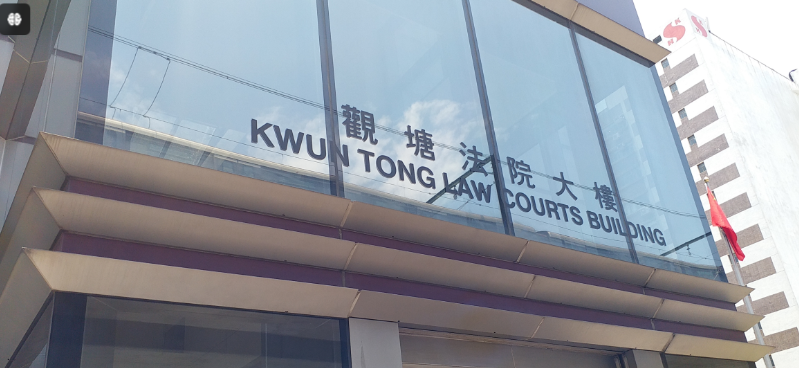 觀塘法院大樓
KWUN TONG LAW COURTS BUILDING